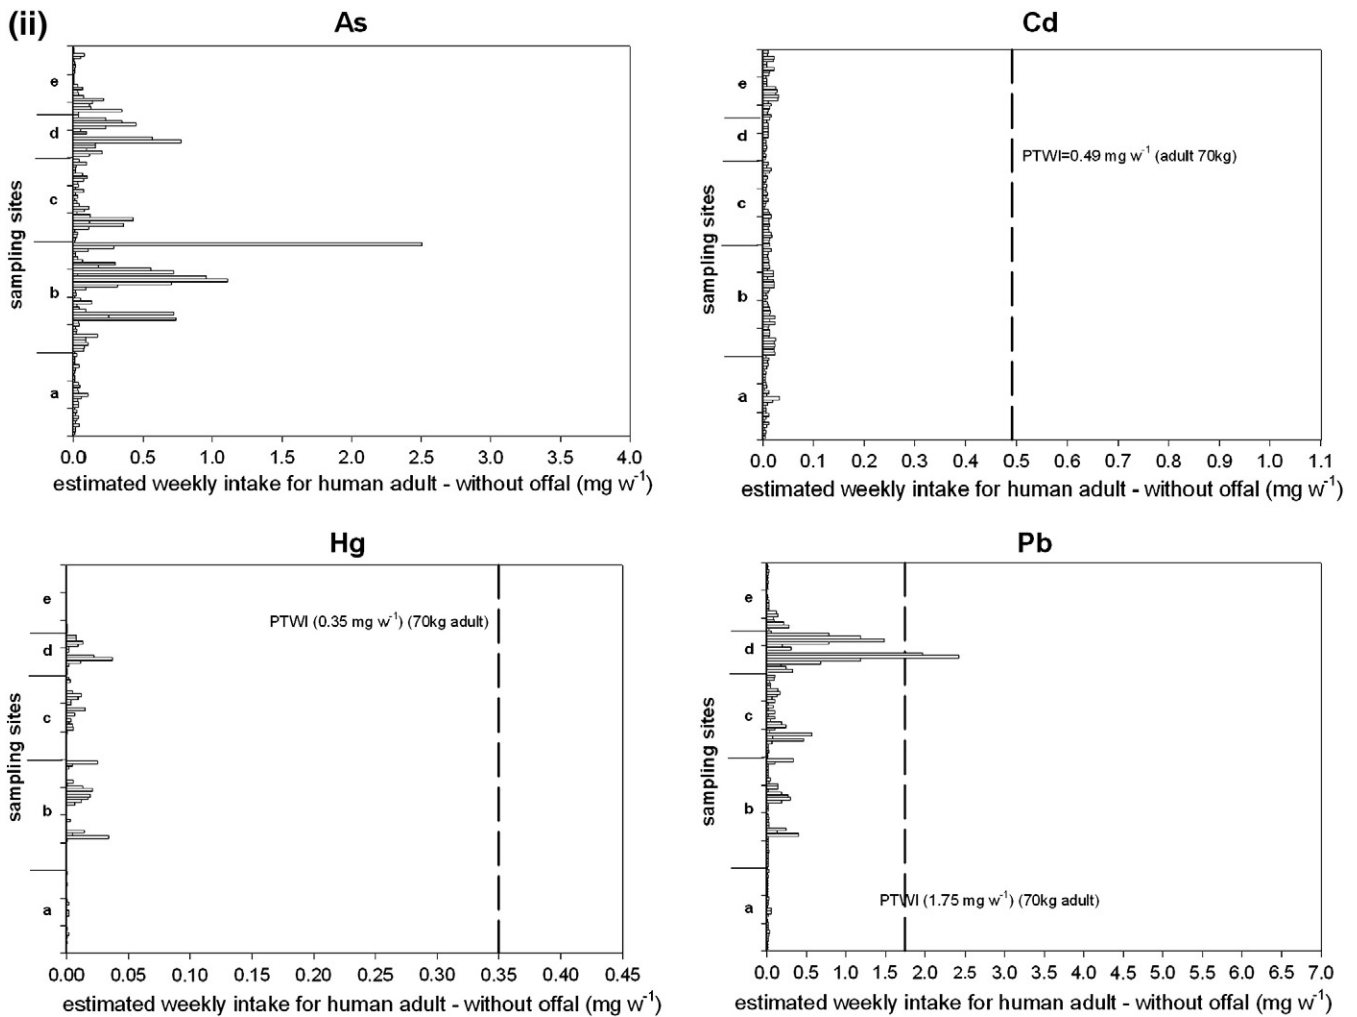 (ii)
As
e
d
c
b
a
sampling sites
0.0 0.5 1.0 1.5 2.0 2.5 3.0 3.5 4.0
estimated weekly intake for human adult - without offal (mg w⁻¹)
Cd
e
d
c
b
a
sampling sites
PTWI=0.49 mg w⁻¹ (adult 70kg)
0.0 0.1 0.2 0.3 0.4 0.5 0.6 0.7 0.8 0.9 1.0 1.1
estimated weekly intake for human adult - without offal (mg w⁻¹)
Hg
e
d
c
b
a
sampling sites
PTWI (0.35 mg w⁻¹) (70kg adult)
0.00 0.05 0.10 0.15 0.20 0.25 0.30 0.35 0.40 0.45
estimated weekly intake for human adult - without offal (mg w⁻¹)
Pb
e
d
c
b
a
sampling sites
PTWI (1.75 mg w⁻¹) (70kg adult)
0.0 0.5 1.0 1.5 2.0 2.5 3.0 3.5 4.0 4.5 5.0 5.5 6.0 6.5 7.0
estimated weekly intake for human adult - without offal (mg w⁻¹)